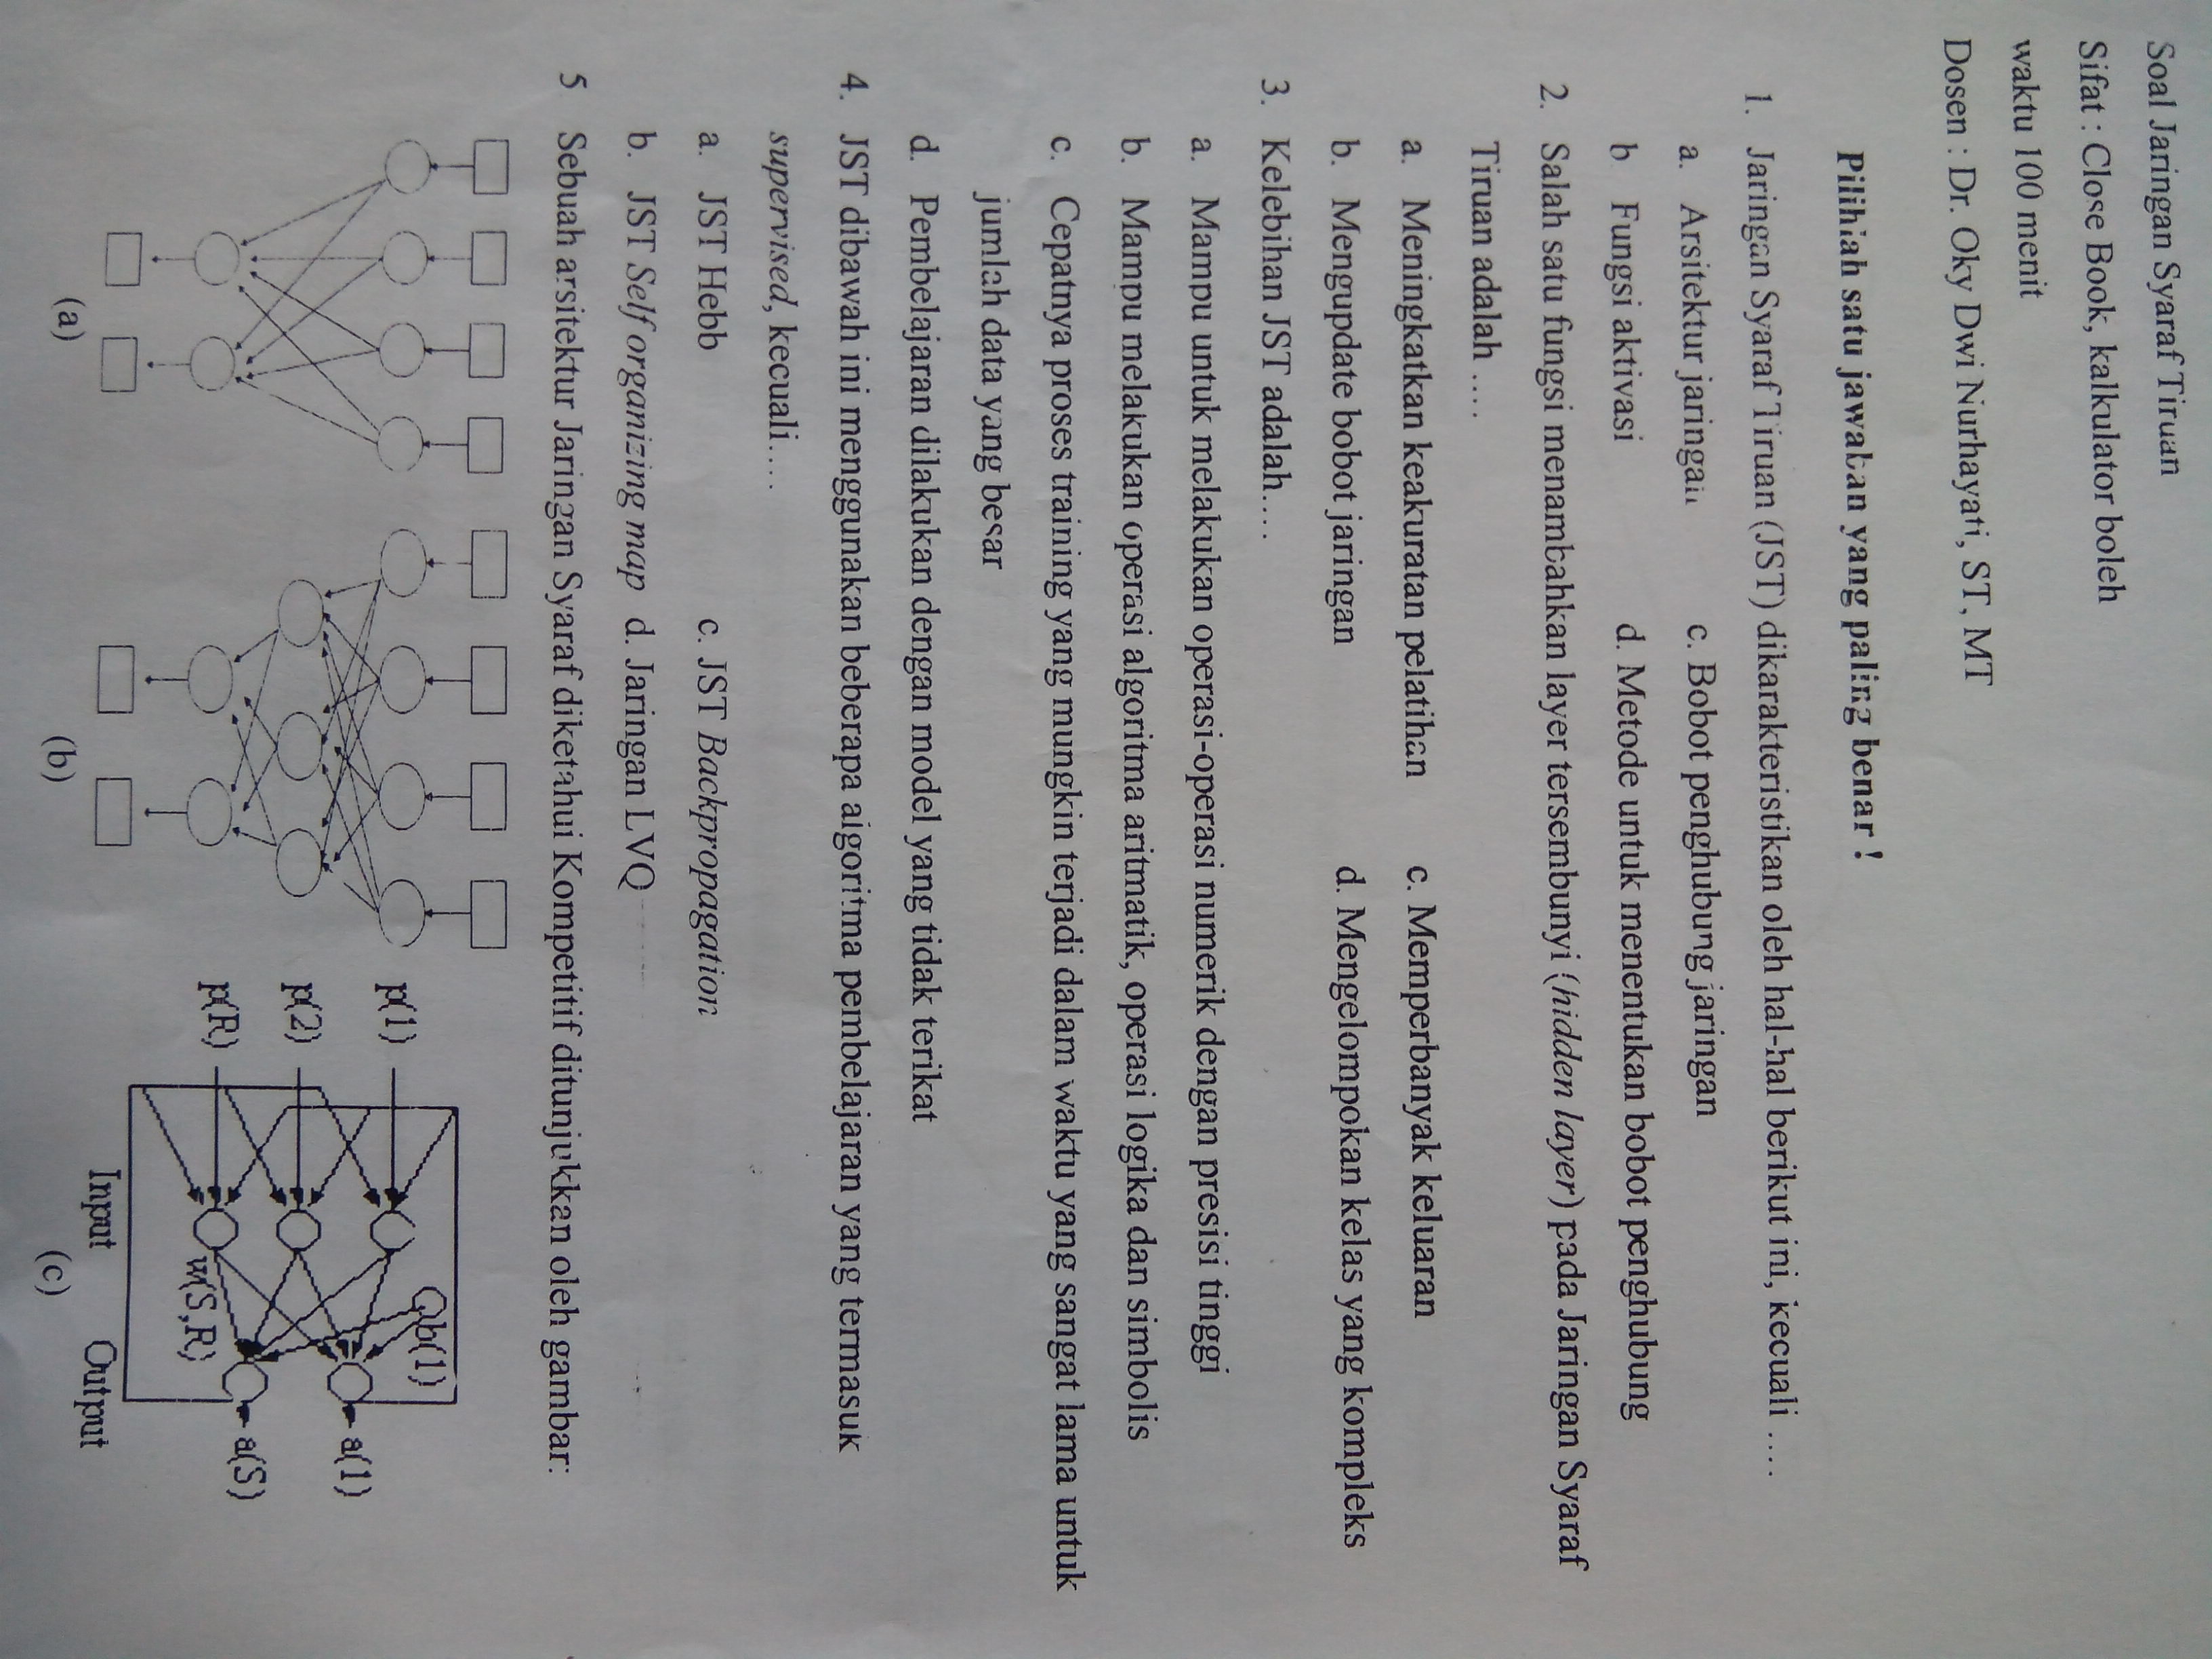 Soal Jaringan Syaraf Tiruan
Sifat : Close Book, kalkulator boleh
waktu 100 menit
Dosen : Dr. Oky Dwi Nurhayati, ST, MT
Pilihlah satu jawaban yang paling benar !
1. Jaringan Syaraf Tiruan (JST) dikarakteristikan oleh hal-hal berikut ini, kecuali ....
a. Arsitektur jaringan c. Bobot penghubung jaringan
b Fungsi aktivasi d. Metode untuk menentukan bobot penghubung
2. Salah satu fungsi menambahkan layer tersembunyi (hidden layer) pada Jaringan Syaraf
Tiruan adalah ....
a. Meningkatkan keakuratan pelatihan c. Memperbanyak keluaran
b. Mengupdate bobot jaringan d. Mengelompokan kelas yang kompleks
3. Kelebihan JST adalah....
a. Mampu untuk melakukan operasi-operasi numerik dengan presisi tinggi
b. Mampu melakukan operasi algoritma aritmatik, operasi logika dan simbolis
c. Cepatnya proses training yang mungkin terjadi dalam waktu yang sangat lama untuk
jumlah data yang besar
d. Pembelajaran dilakukan dengan model yang tidak terikat
4. JST dibawah ini menggunakan beberapa algoritma pembelajaran yang termasuk
supervised, kecuali....
a. JST Hebb c. JST Backpropagation
b. JST Self organizing map d. Jaringan LVQ
5 Sebuah arsitektur Jaringan Syaraf diketahui Kompetitif ditunjukkan oleh gambar:
b(1)
p(1)
a(1)
p(2)
a(S)
p(R)
w(S,R)
Input Output
(a) (b) (c)